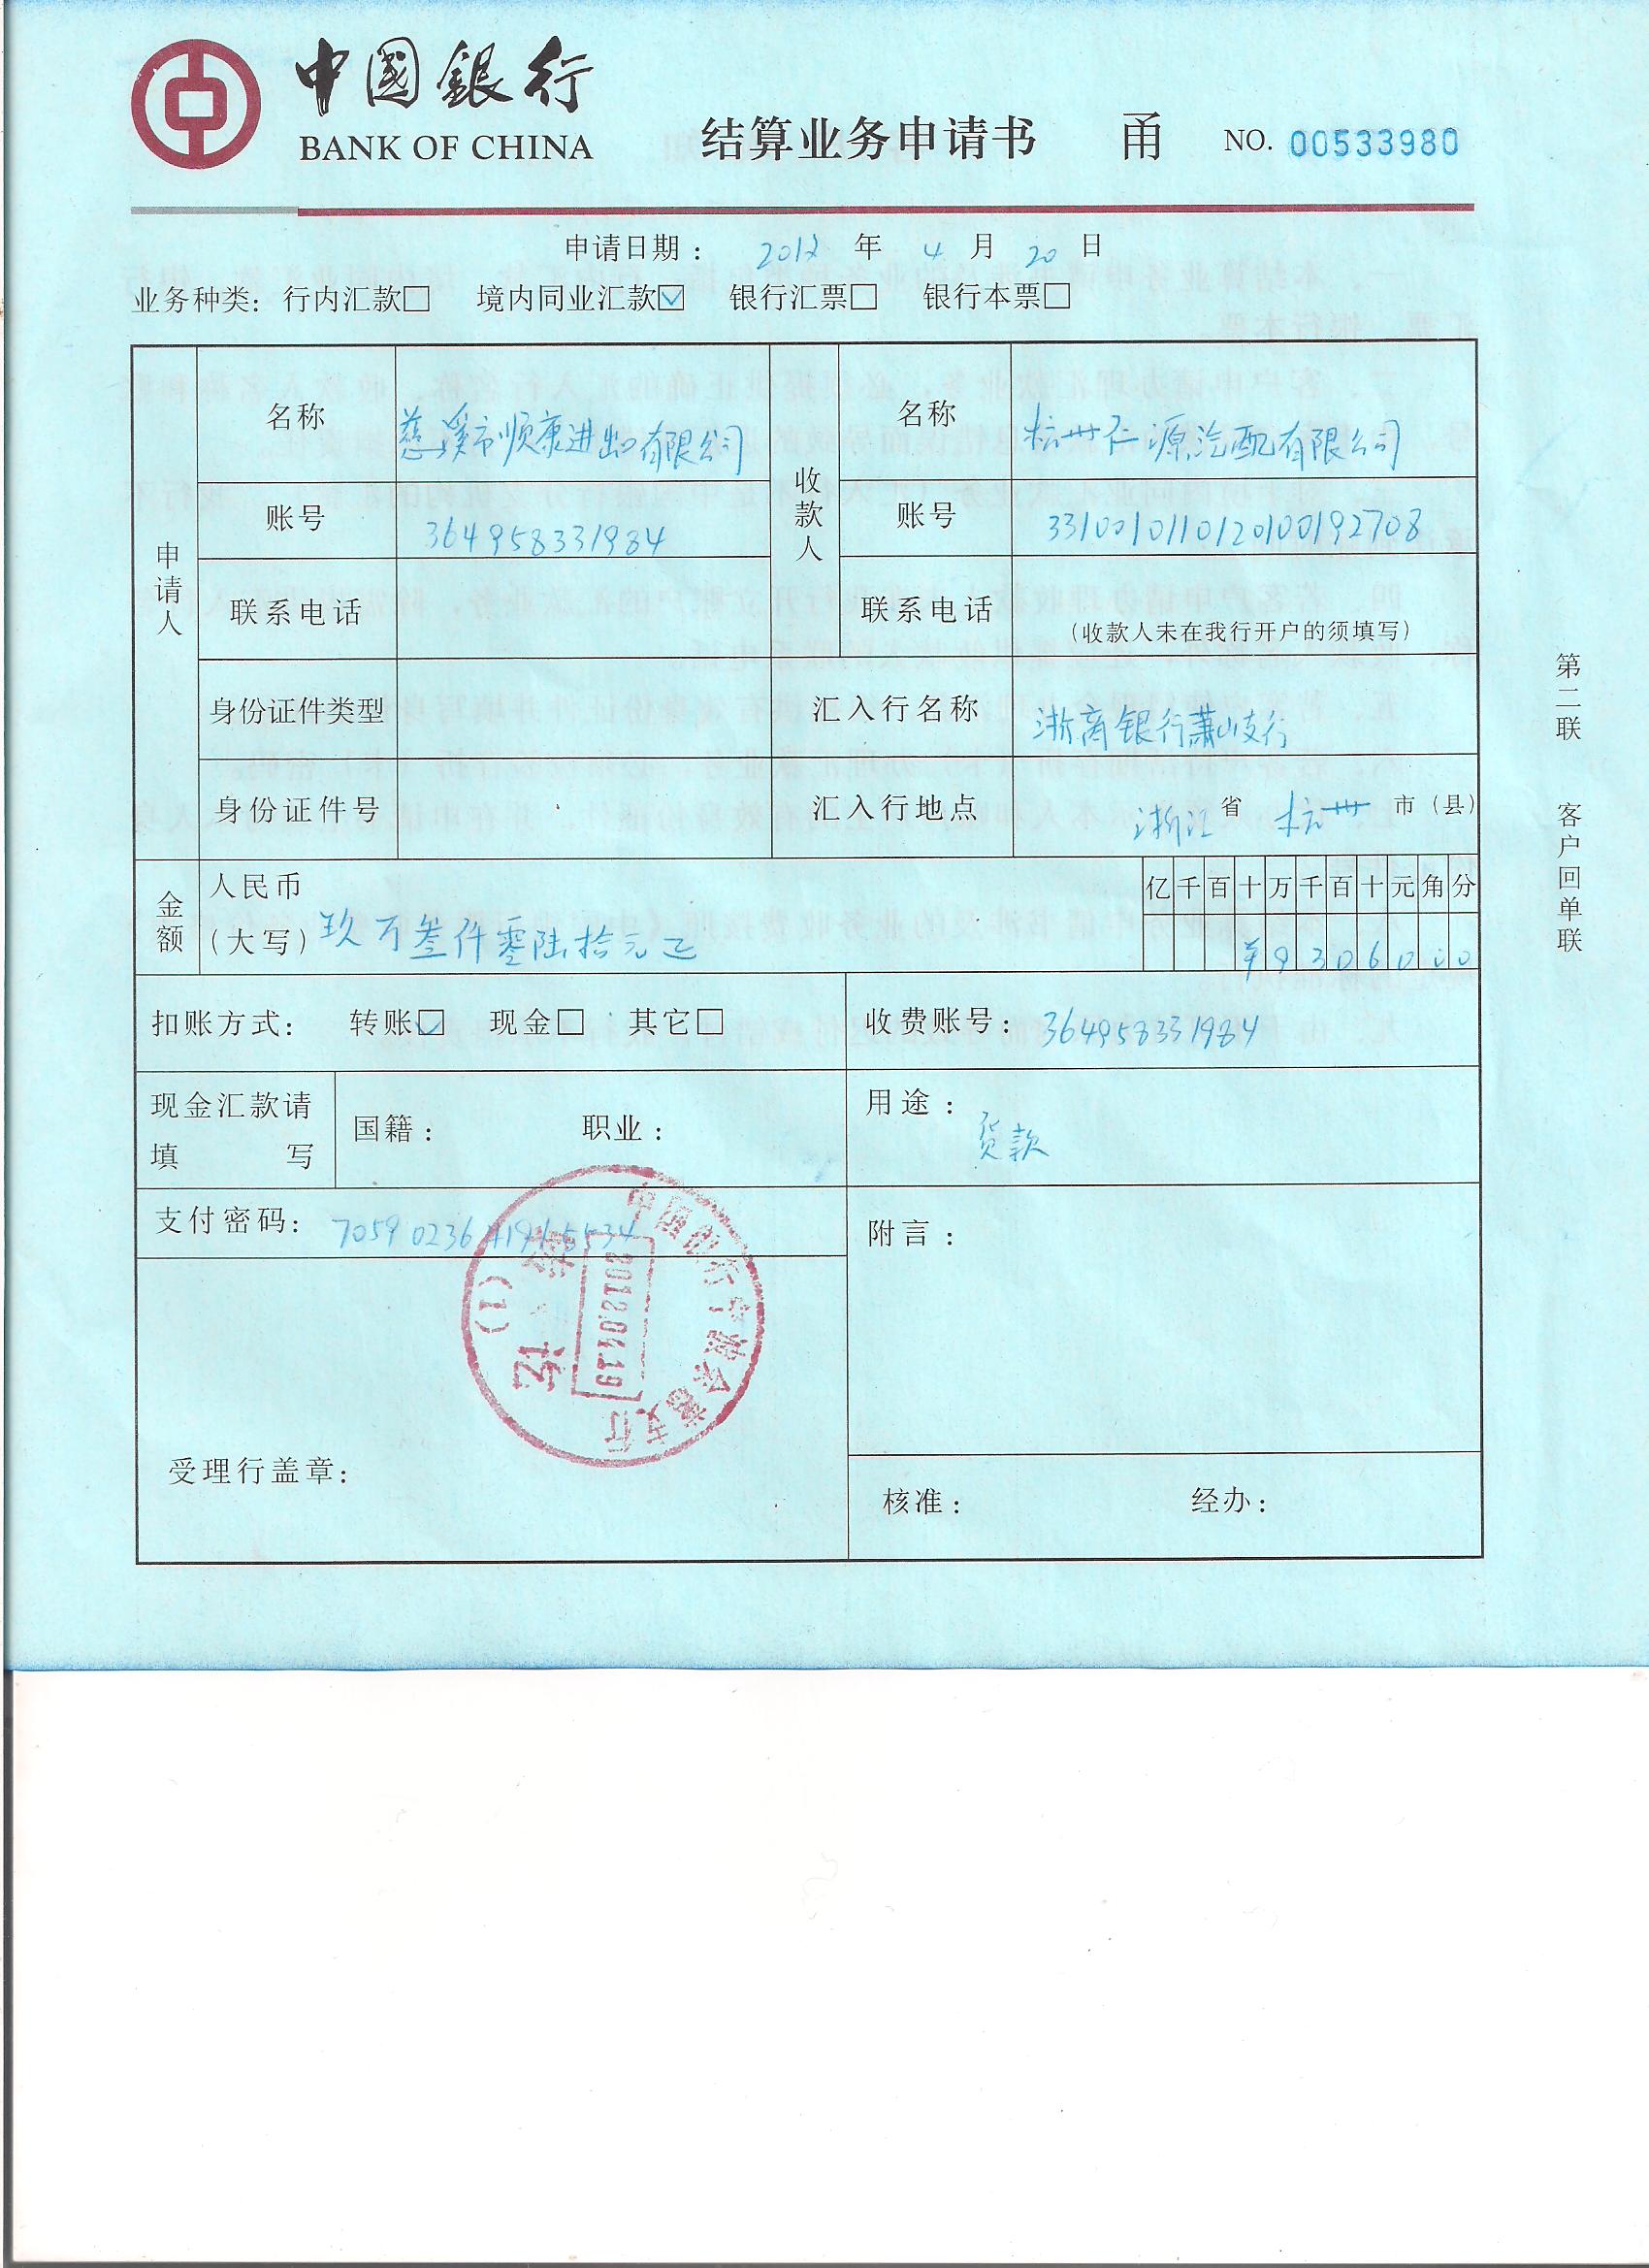 中國銀行
BANK OF CHINA
结算业务申请书 甬 NO. 00533980
申请日期： 2012 年 4 月 20 日
业务种类：行内汇款□ 境内同业汇款☑ 银行汇票□ 银行本票□
申请人
名称 慈溪市顺康进出口有限公司
账号 364958331984
联系电话
身份证件类型
身份证件号
收款人
名称 杭州仁源汽配有限公司
账号 3310010110120100192708
联系电话
（收款人未在我行开户的须填写）
汇入行名称 浙商银行萧山支行
汇入行地点 浙江 省 杭州 市（县）
金额
人民币
（大写）玖万叁仟零陆拾元正
亿 千 百 十 万 千 百 十 元 角 分
¥ 9 3 0 6 0 0 0
扣账方式： 转账☑ 现金□ 其它□
收费账号：364958331984
现金汇款请
填 写
国籍： 职业：
用途：
货款
支付密码： 7059 0236
附言：
中国银行宁波
支行
2012.04.19
(1)
受理行盖章：
核准： 经办：
第二联 客户回单联